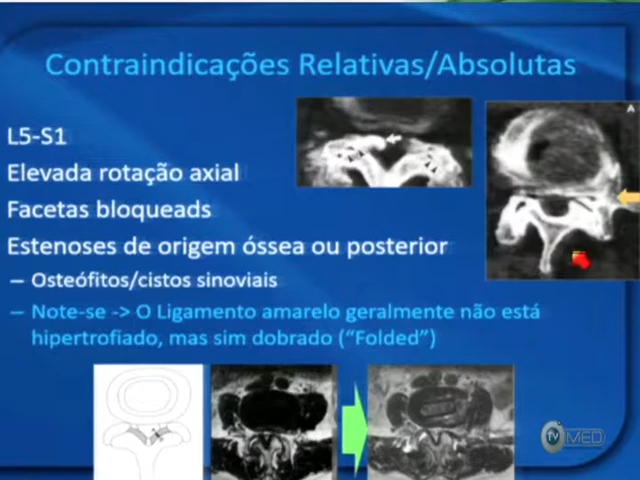 Contraindicações Relativas/Absolutas
A
L5-S1
Elevada rotação axial
Facetas bloqueads
Estenoses de origem óssea ou posterior
– Osteófitos/cistos sinoviais
– Note-se -> O Ligamento amarelo geralmente não está
hipertrofiado, mas sim dobrado (“Folded”)
TV MED